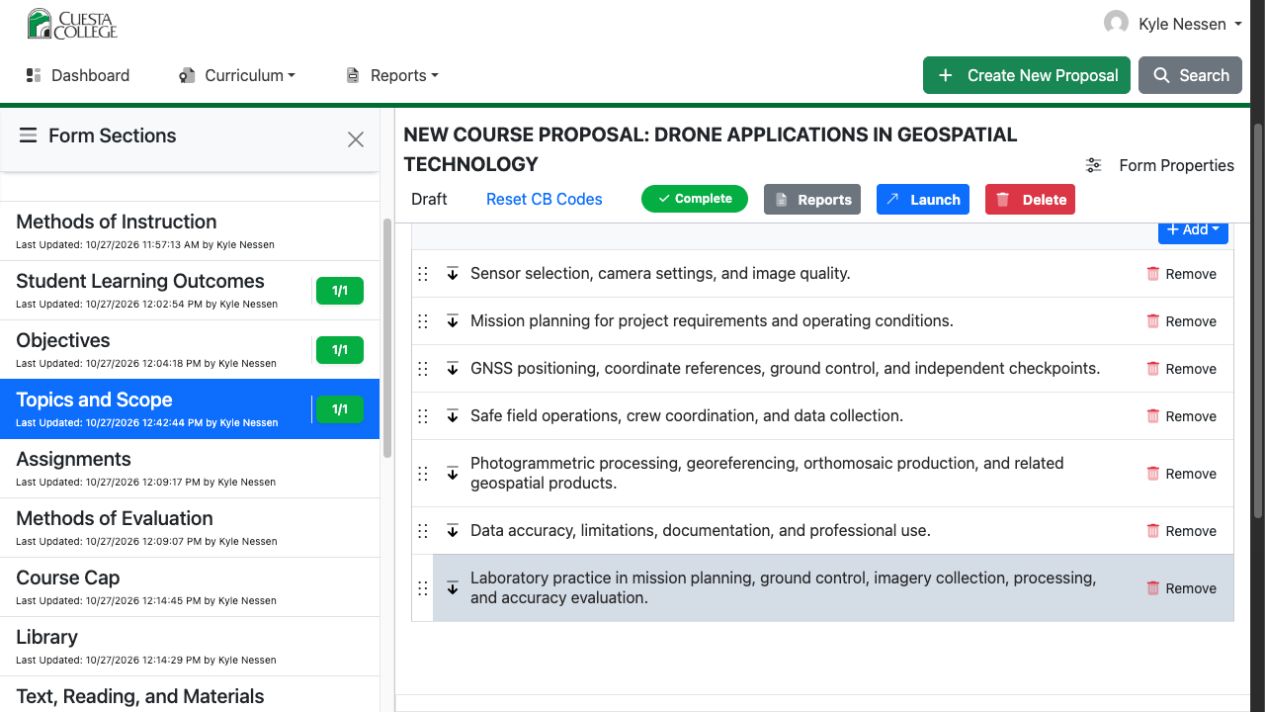 CUESTA
COLLEGE
Kyle Nessen
Dashboard
Curriculum
Reports
Create New Proposal
Search
Form Sections
Methods of Instruction
Last Updated: 10/27/2026 11:57:13 AM by Kyle Nessen
Student Learning Outcomes
1/1
Last Updated: 10/27/2026 12:02:54 PM by Kyle Nessen
Objectives
1/1
Last Updated: 10/27/2026 12:04:18 PM by Kyle Nessen
Topics and Scope
1/1
Last Updated: 10/27/2026 12:42:44 PM by Kyle Nessen
Assignments
Last Updated: 10/27/2026 12:09:17 PM by Kyle Nessen
Methods of Evaluation
Last Updated: 10/27/2026 12:09:07 PM by Kyle Nessen
Course Cap
Last Updated: 10/27/2026 12:14:45 PM by Kyle Nessen
Library
Last Updated: 10/27/2026 12:14:29 PM by Kyle Nessen
Text, Reading, and Materials
NEW COURSE PROPOSAL: DRONE APPLICATIONS IN GEOSPATIAL
TECHNOLOGY
Form Properties
Draft
Reset CB Codes
Complete
Reports
Launch
Delete
+ Add
Sensor selection, camera settings, and image quality.
Remove
Mission planning for project requirements and operating conditions.
Remove
GNSS positioning, coordinate references, ground control, and independent checkpoints.
Remove
Safe field operations, crew coordination, and data collection.
Remove
Photogrammetric processing, georeferencing, orthomosaic production, and related
geospatial products.
Remove
Data accuracy, limitations, documentation, and professional use.
Remove
Laboratory practice in mission planning, ground control, imagery collection, processing,
and accuracy evaluation.
Remove